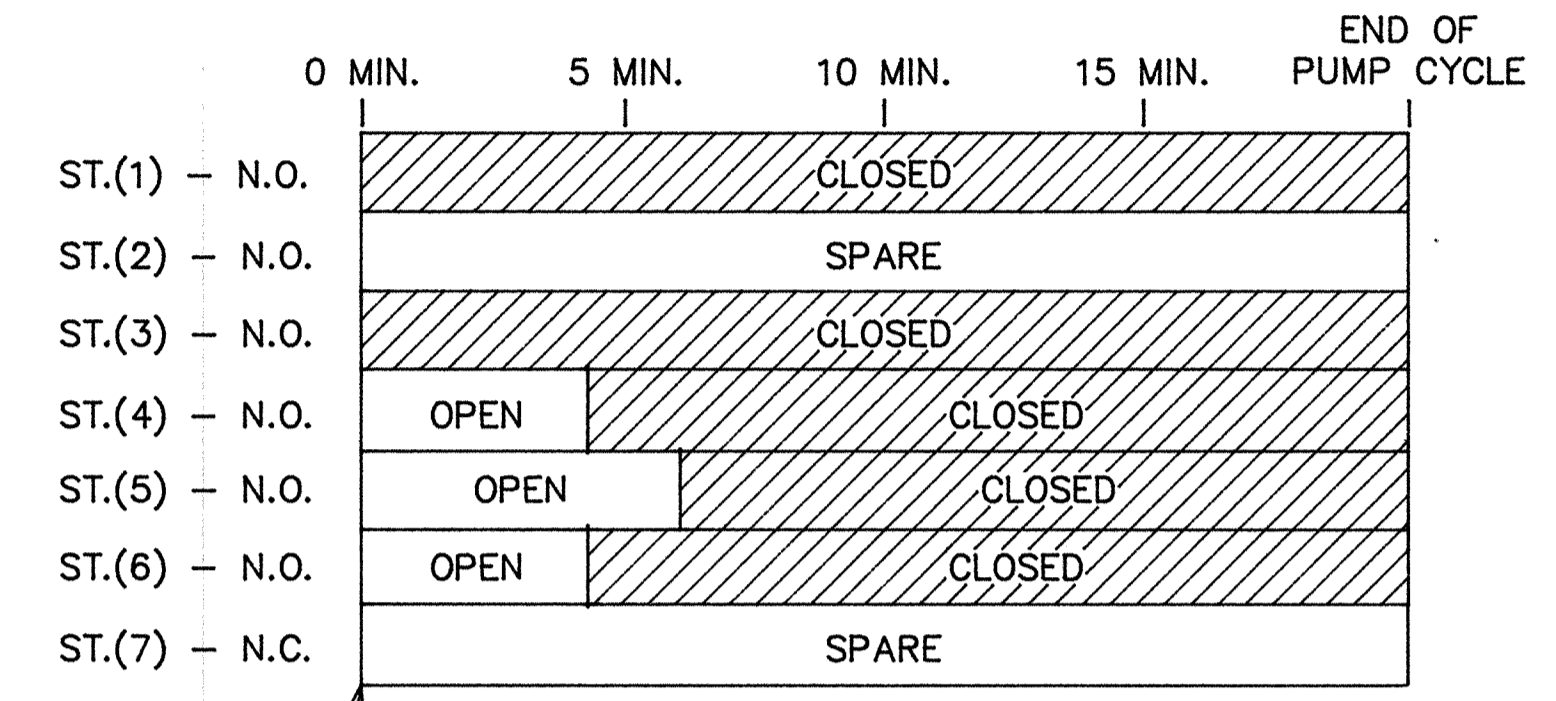 END OF
0 MIN. 5 MIN. 10 MIN. 15 MIN. PUMP CYCLE
ST.(1) – N.O. CLOSED
ST.(2) – N.O. SPARE
ST.(3) – N.O. CLOSED
ST.(4) – N.O. OPEN CLOSED
ST.(5) – N.O. OPEN CLOSED
ST.(6) – N.O. OPEN CLOSED
ST.(7) – N.C. SPARE